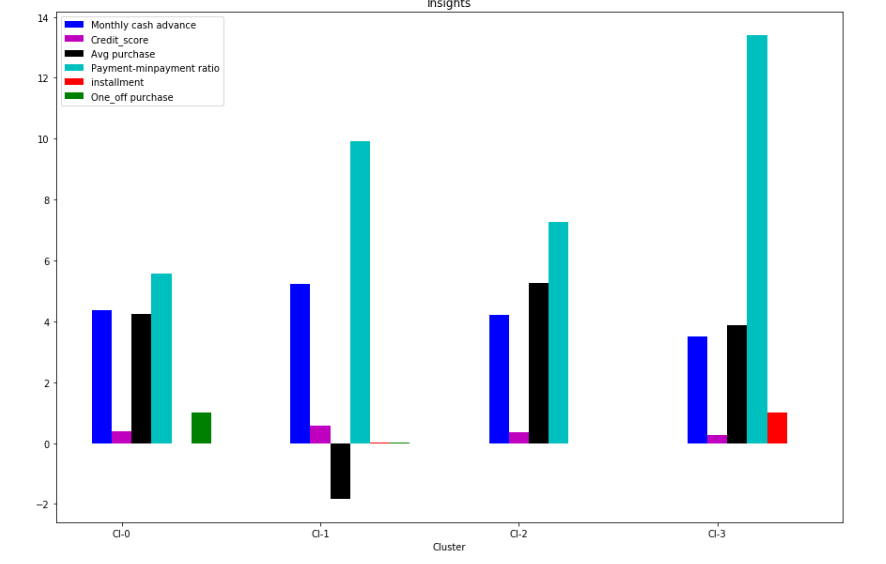 Insights
14
12
10
8
6
4
2
0
−2
Monthly cash advance
Credit_score
Avg purchase
Payment-minpayment ratio
installment
One_off purchase
Cl-0
Cl-1
Cl-2
Cl-3
Cluster